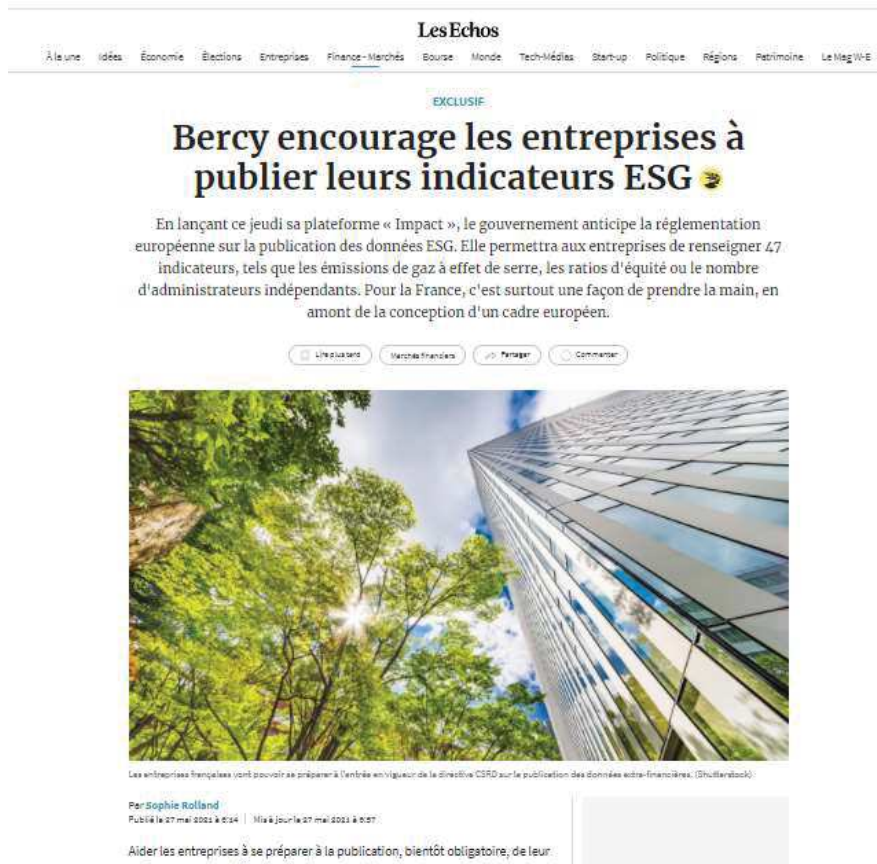 Les Echos
À la une Idées Économie Élections Entreprises Finance - Marchés Bourse Monde Tech-Médias Start-up Politique Régions Patrimoine Le Mag W-E
EXCLUSIF
Bercy encourage les entreprises à
publier leurs indicateurs ESG
En lançant ce jeudi sa plateforme « Impact », le gouvernement anticipe la réglementation
européenne sur la publication des données ESG. Elle permettra aux entreprises de renseigner 47
indicateurs, tels que les émissions de gaz à effet de serre, les ratios d'équité ou le nombre
d'administrateurs indépendants. Pour la France, c'est surtout une façon de prendre la main, en
amont de la conception d'un cadre européen.
Lire plus tard Marchés financiers Partager Commenter
Les entreprises françaises vont pouvoir se préparer à l'entrée en vigueur de la directive CSRD sur la publication des données extra-financières. (Shutterstock)
Par Sophie Rolland
Publié le 27 mai 2021 à 6:14 Mis à jour le 27 mai 2021 à 9:57
Aider les entreprises à se préparer à la publication, bientôt obligatoire, de leur